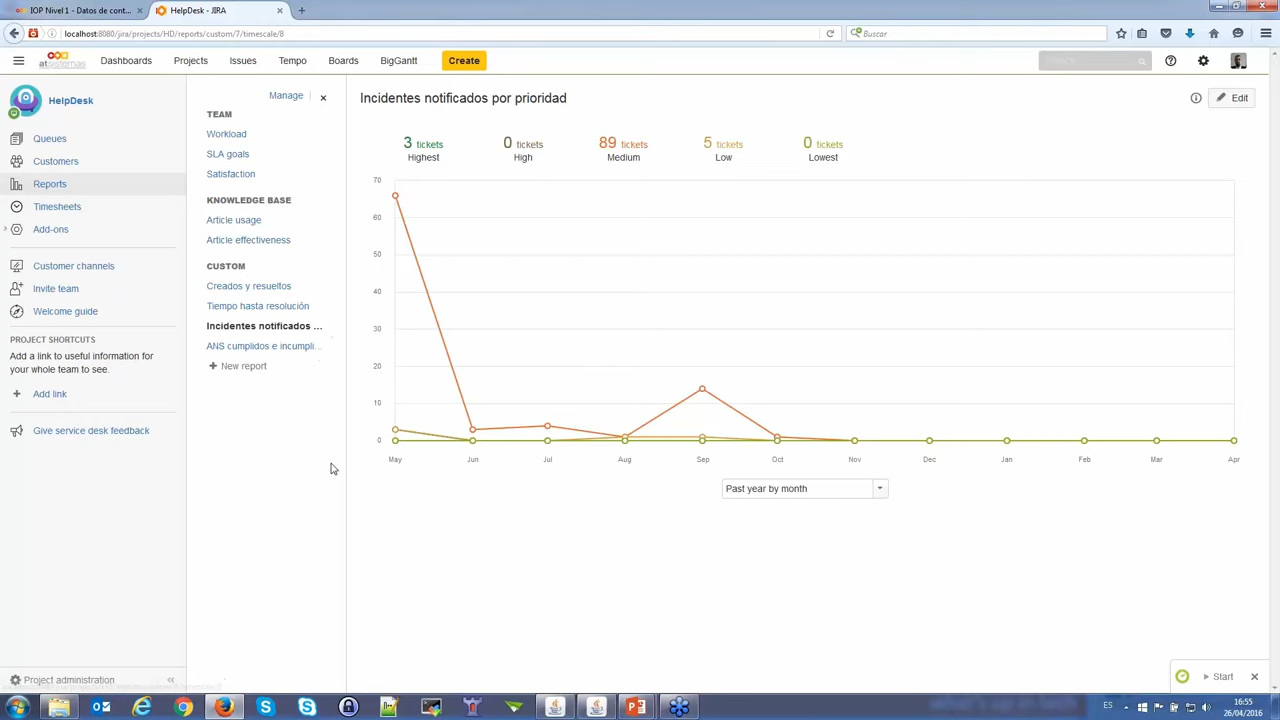 IOP Nivel 1 - Datos de cont...
HelpDesk - JIRA
localhost:8080/jira/projects/HD/reports/custom/7/timescale/8
Buscar
atSistemas
Dashboards
Projects
Issues
Tempo
Boards
BigGantt
Create
Search
HelpDesk
Queues
Customers
Reports
Timesheets
Add-ons
Customer channels
Invite team
Welcome guide
PROJECT SHORTCUTS
Add a link to useful information for
your whole team to see.
Add link
Give service desk feedback
Project administration
Manage
TEAM
Workload
SLA goals
Satisfaction
KNOWLEDGE BASE
Article usage
Article effectiveness
CUSTOM
Creados y resueltos
Tiempo hasta resolución
Incidentes notificados ...
ANS cumplidos e incumpli...
New report
Incidentes notificados por prioridad
Edit
3 tickets
Highest
0 tickets
High
89 tickets
Medium
5 tickets
Low
0 tickets
Lowest
70
60
50
40
30
20
10
0
May Jun Jul Aug Sep Oct Nov Dec Jan Feb Mar Apr
Past year by month
Start
ES
16:55
26/04/2016